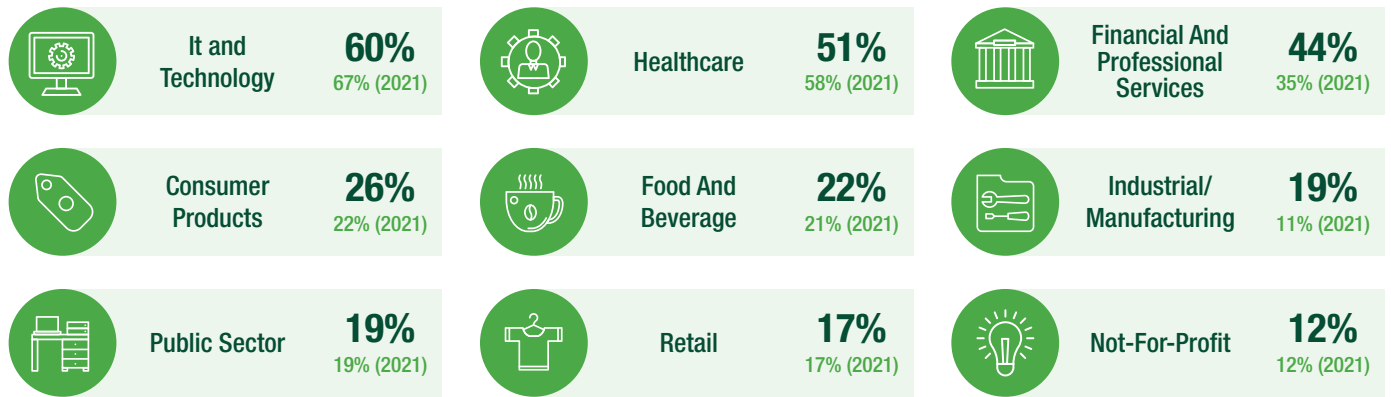 It and
Technology
60%
67% (2021)
Healthcare
51%
58% (2021)
Financial And
Professional
Services
44%
35% (2021)
Consumer
Products
26%
22% (2021)
Food And
Beverage
22%
21% (2021)
Industrial/
Manufacturing
19%
11% (2021)
Public Sector
19%
19% (2021)
Retail
17%
17% (2021)
Not-For-Profit
12%
12% (2021)